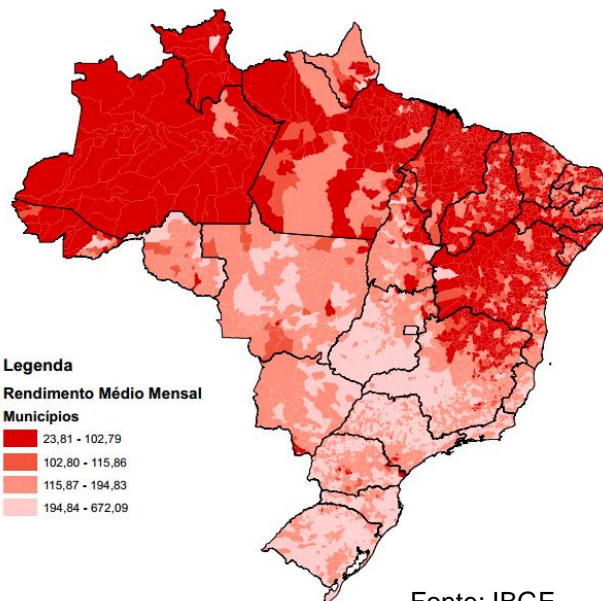 Legenda
Rendimento Médio Mensal
Municípios
23,81 - 102,79
102,80 - 115,86
115,87 - 194,83
194,84 - 672,09
Fonte: IBGE